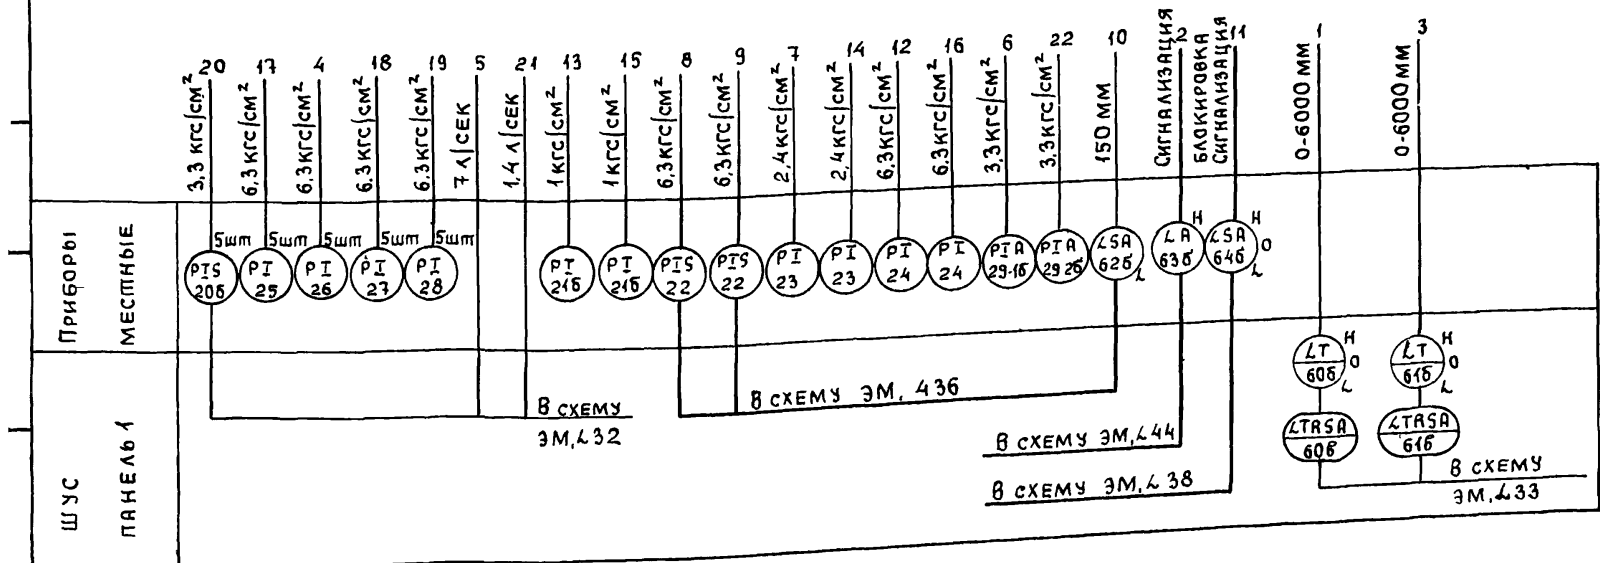 20 3,3 кгс/см²
17 6,3 кгс/см²
4 6,3 кгс/см²
18 6,3 кгс/см²
19 6,3 кгс/см²
5 7 л/сек
21 1,4 л/сек
13 1 кгс/см²
15 1 кгс/см²
8 6,3 кгс/см²
9 6,3 кгс/см²
7 2,4 кгс/см²
14 2,4 кгс/см²
12 6,3 кгс/см²
16 6,3 кгс/см²
6 3,3 кгс/см²
22 3,3 кгс/см²
10 150 мм
2 Сигнализация
11 Блокировка
Сигнализация
1 0-6000 мм
3 0-6000 мм
Приборы
местные
PIS 20б 5шт
PI 25 5шт
PI 26 5шт
PI 27 5шт
PI 28 5шт
PI 21б
PI 21б
PIS 22
PIS 22
PI 23
PI 23
PI 24
PI 24
PIA 29-1б
PIA 29 2б
LSA 62б L
LA 63б H
LSA 64б H O L
LT 60б H O L
LT 61б H O L
ШУС
Панель 1
LTRSA
LTRSA 61б
В схему
ЭМ, L32
В схему ЭМ, L36
В схему ЭМ, L44
В схему ЭМ, L38
В схему
ЭМ, L33